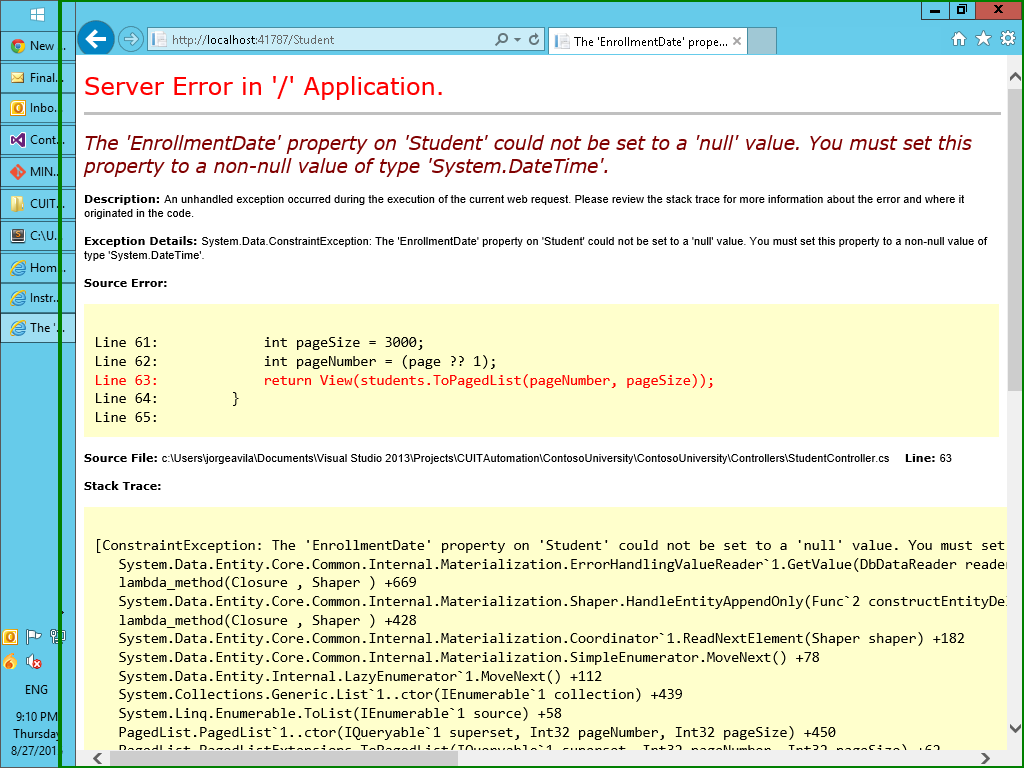 New ...
Final...
Inbo...
Cont...
MIN...
CUIT...
C:\U...
Hom...
Instr...
The '...
ENG
9:10 PM
Thursday
8/27/201
http://localhost:41787/Student
The 'EnrollmentDate' prope...
Server Error in '/' Application.
The 'EnrollmentDate' property on 'Student' could not be set to a 'null' value. You must set this
property to a non-null value of type 'System.DateTime'.
Description: An unhandled exception occurred during the execution of the current web request. Please review the stack trace for more information about the error and where it
originated in the code.
Exception Details: System.Data.ConstraintException: The 'EnrollmentDate' property on 'Student' could not be set to a 'null' value. You must set this property to a non-null value of
type 'System.DateTime'.
Source Error:
Line 61:             int pageSize = 3000;
Line 62:             int pageNumber = (page ?? 1);
Line 63:             return View(students.ToPagedList(pageNumber, pageSize));
Line 64:         }
Line 65:
Source File: c:\Users\jorgeavila\Documents\Visual Studio 2013\Projects\CUITAutomation\ContosoUniversity\ContosoUniversity\Controllers\StudentController.cs    Line: 63
Stack Trace:
[ConstraintException: The 'EnrollmentDate' property on 'Student' could not be set to a 'null' value. You must set
System.Data.Entity.Core.Common.Internal.Materialization.ErrorHandlingValueReader`1.GetValue(DbDataReader reader
lambda_method(Closure , Shaper ) +669
System.Data.Entity.Core.Common.Internal.Materialization.Shaper.HandleEntityAppendOnly(Func`2 constructEntityDel
lambda_method(Closure , Shaper ) +428
System.Data.Entity.Core.Common.Internal.Materialization.Coordinator`1.ReadNextElement(Shaper shaper) +182
System.Data.Entity.Core.Common.Internal.Materialization.SimpleEnumerator.MoveNext() +78
System.Data.Entity.Internal.LazyEnumerator`1.MoveNext() +112
System.Collections.Generic.List`1..ctor(IEnumerable`1 collection) +439
System.Linq.Enumerable.ToList(IEnumerable`1 source) +58
PagedList.PagedList`1..ctor(IQueryable`1 superset, Int32 pageNumber, Int32 pageSize) +450
PagedList.PagedListExtensions.ToPagedList(IQueryable`1 superset, Int32 pageNumber, Int32 pageSize) +62